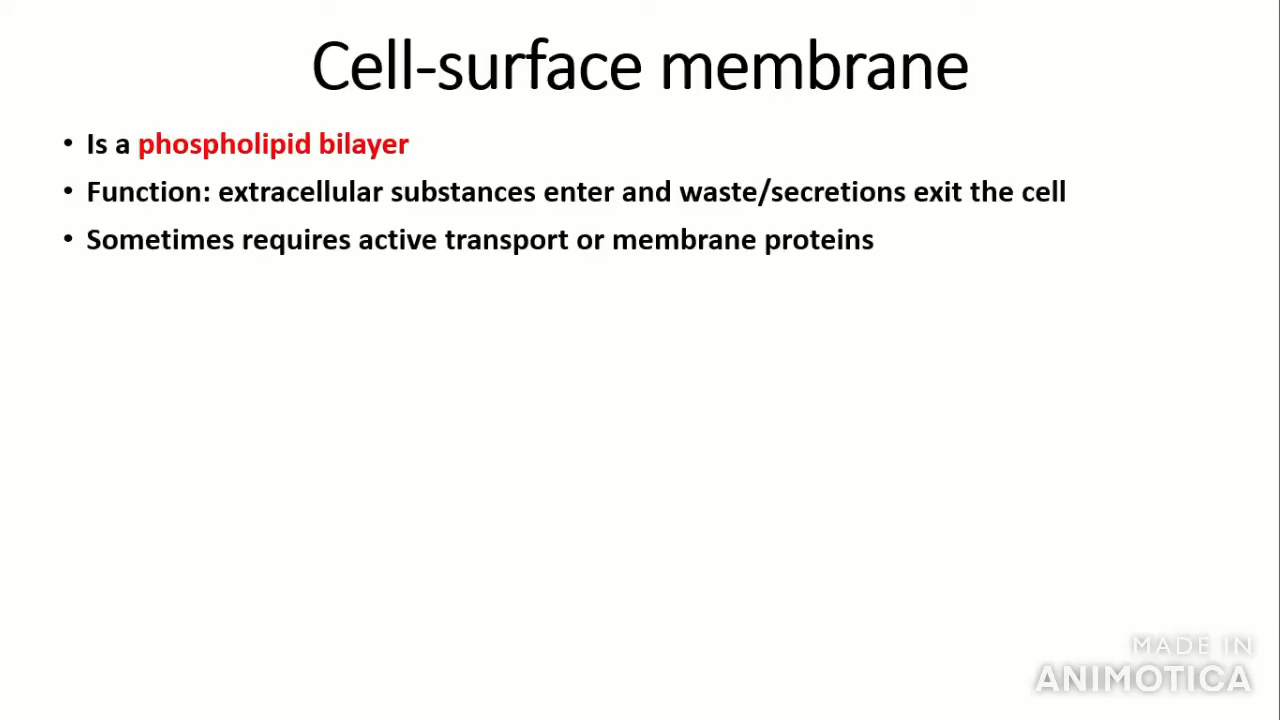 Cell-surface membrane
• Is a phospholipid bilayer
• Function: extracellular substances enter and waste/secretions exit the cell
• Sometimes requires active transport or membrane proteins
MADE IN
ANIMOTICA